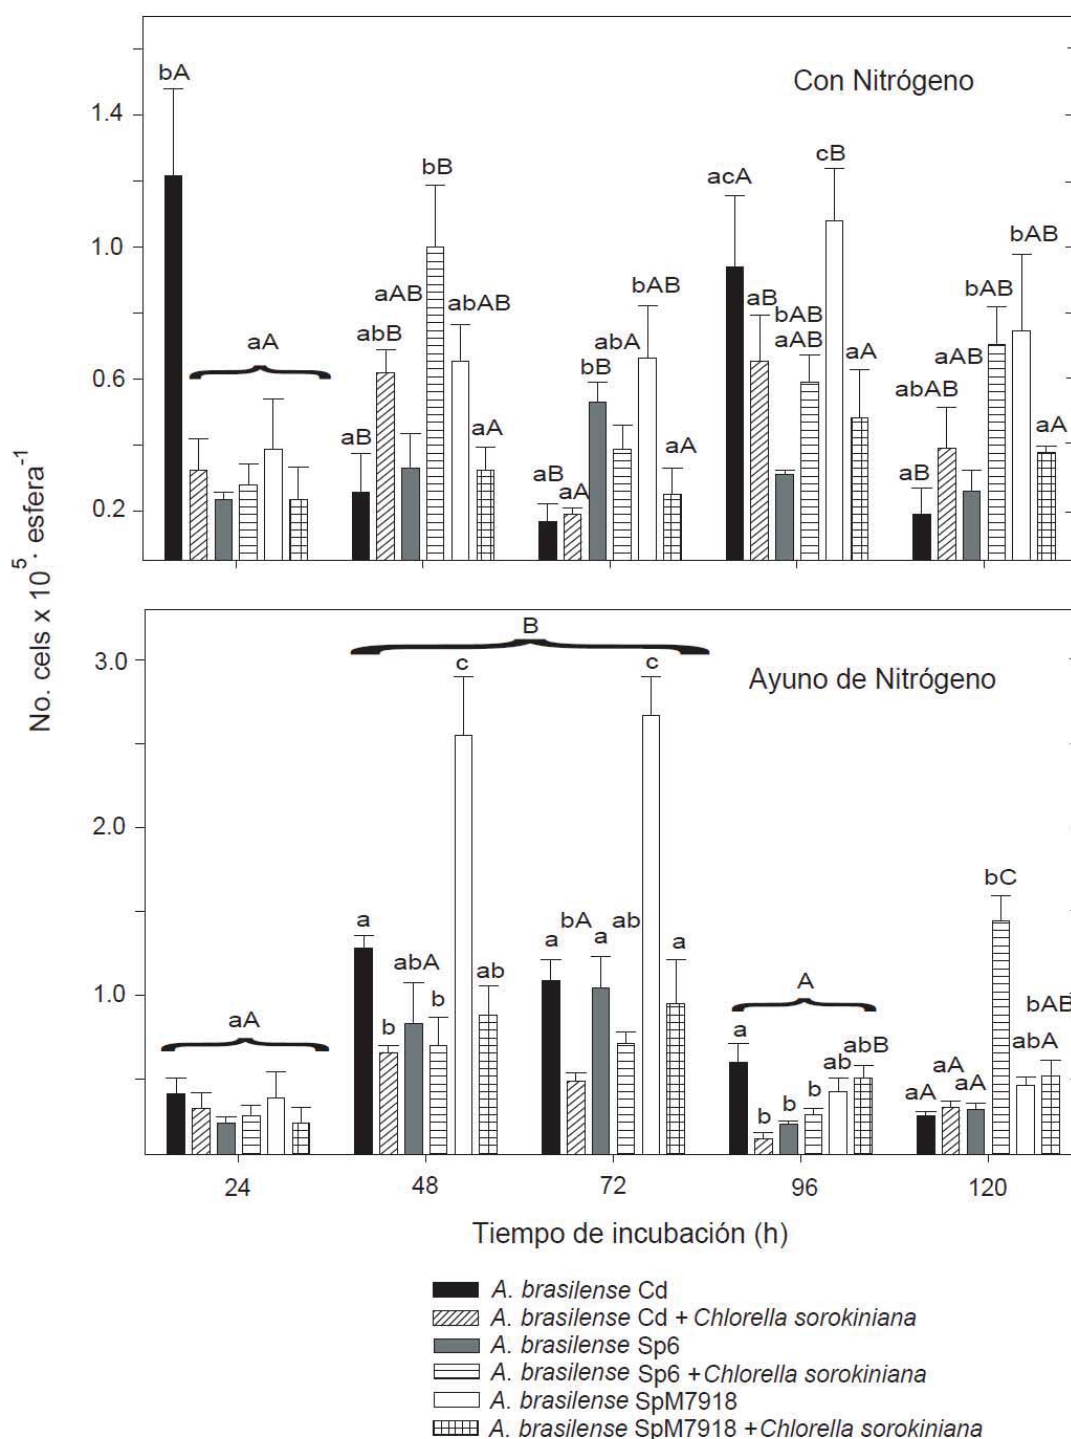 Con Nitrógeno
bA
aA
aB
abB
aAB
bB
abAB
aA
aB
aA
bB
abA
bAB
aA
acA
aB
bAB
aAB
cB
aA
aB
abAB
aAB
bAB
bAB
aA
1.4
1.0
0.6
0.2
No. cels x 10⁵ · esfera⁻¹
Ayuno de Nitrógeno
B
aA
a
b
abA
b
c
ab
a
bA
a
ab
c
a
A
a
b
b
b
ab
abB
aA
aA
aA
bC
abA
bAB
3.0
2.0
1.0
24 48 72 96 120
Tiempo de incubación (h)
A. brasilense Cd
A. brasilense Cd + Chlorella sorokiniana
A. brasilense Sp6
A. brasilense Sp6 + Chlorella sorokiniana
A. brasilense SpM7918
A. brasilense SpM7918 + Chlorella sorokiniana